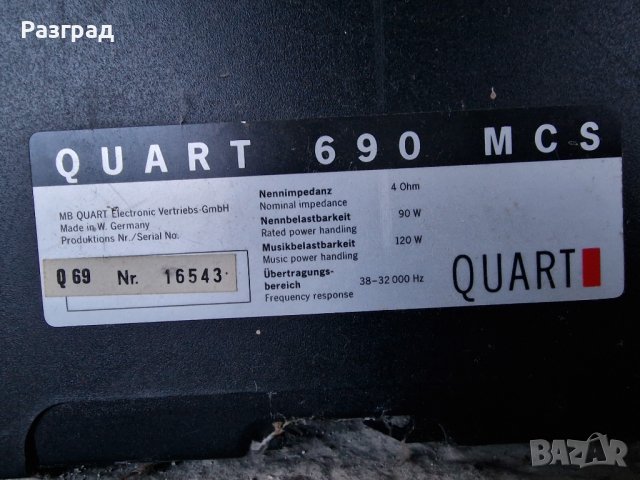 гр. Разград
QUART 690 MCS
MB QUART Electronic Vertriebs-GmbH
Made in W. Germany
Produktions Nr./Serial No.
Q 69 Nr. 16543
Nennimpedanz
Nominal impedance
4 Ohm
Nennbelastbarkeit
Rated power handling
90 W
Musikbelastbarkeit
Music power handling
120 W
Übertragungs-
bereich
Frequency response
38-32 000 Hz
QUART
BAZAR